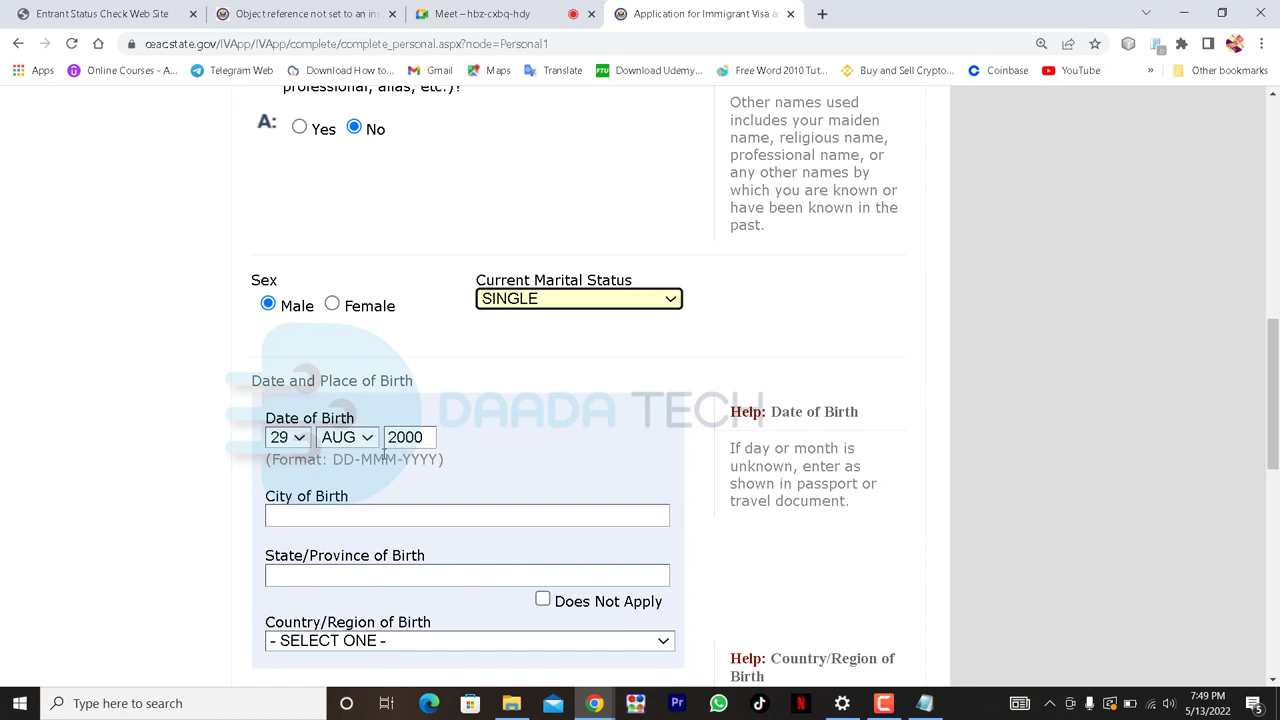 Entrant Status Check Web Site
Object reference not set to an in
Meet – hbz-cxbq-hdy
Application for Immigrant Visa a
ceac.state.gov/IVApp/IVApp/complete/complete_personal.aspx?node=Personal1
Apps
Online Courses - A...
Telegram Web
Download How to...
Gmail
Maps
Translate
FTU
Download Udemy...
Free Word 2010 Tut...
Buy and Sell Crypto...
Coinbase
YouTube
»
Other bookmarks
professional, alias, etc.)?
A:
Yes
No
Other names used
includes your maiden
name, religious name,
professional name, or
any other names by
which you are known or
have been known in the
past.
Sex
Male
Female
Current Marital Status
SINGLE
Date and Place of Birth
DAADA TECH
Date of Birth
29
AUG
2000
(Format: DD-MMM-YYYY)
Help: Date of Birth
If day or month is
unknown, enter as
shown in passport or
travel document.
City of Birth
State/Province of Birth
Does Not Apply
Country/Region of Birth
- SELECT ONE -
Help: Country/Region of
Birth
Type here to search
Pr
N
7:49 PM
5/13/2022
5